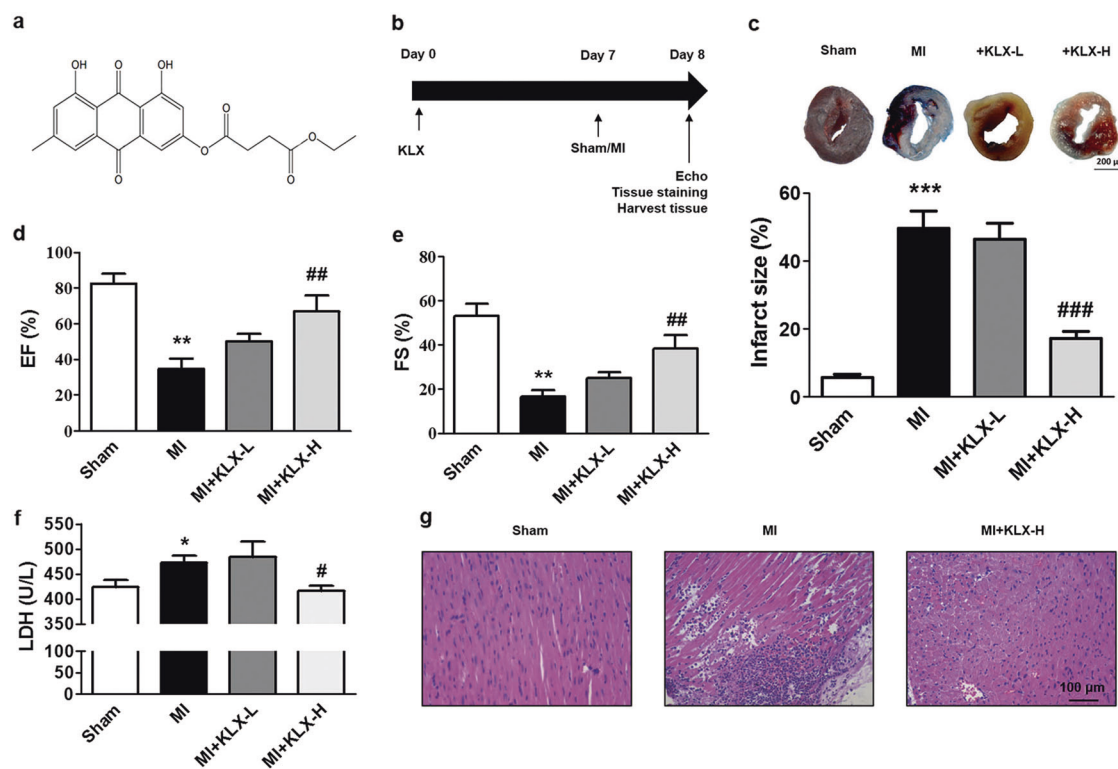 a
OH
O
OH
O
O
O
O
O
b
Day 0
Day 7
Day 8
KLX
Sham/MI
Echo
Tissue staining
Harvest tissue
c
Sham
MI
+KLX-L
+KLX-H
Infarct size (%)
60
40
20
0
***
###
Sham
MI
MI+KLX-L
MI+KLX-H
d
EF (%)
100
80
60
40
20
0
**
##
Sham
MI
MI+KLX-L
MI+KLX-H
e
FS (%)
80
60
40
20
0
**
##
Sham
MI
MI+KLX-L
MI+KLX-H
f
LDH (U/L)
550
500
450
400
350
100
50
0
*
#
Sham
MI
MI+KLX-L
MI+KLX-H
g
Sham
MI
MI+KLX-H
100 μm